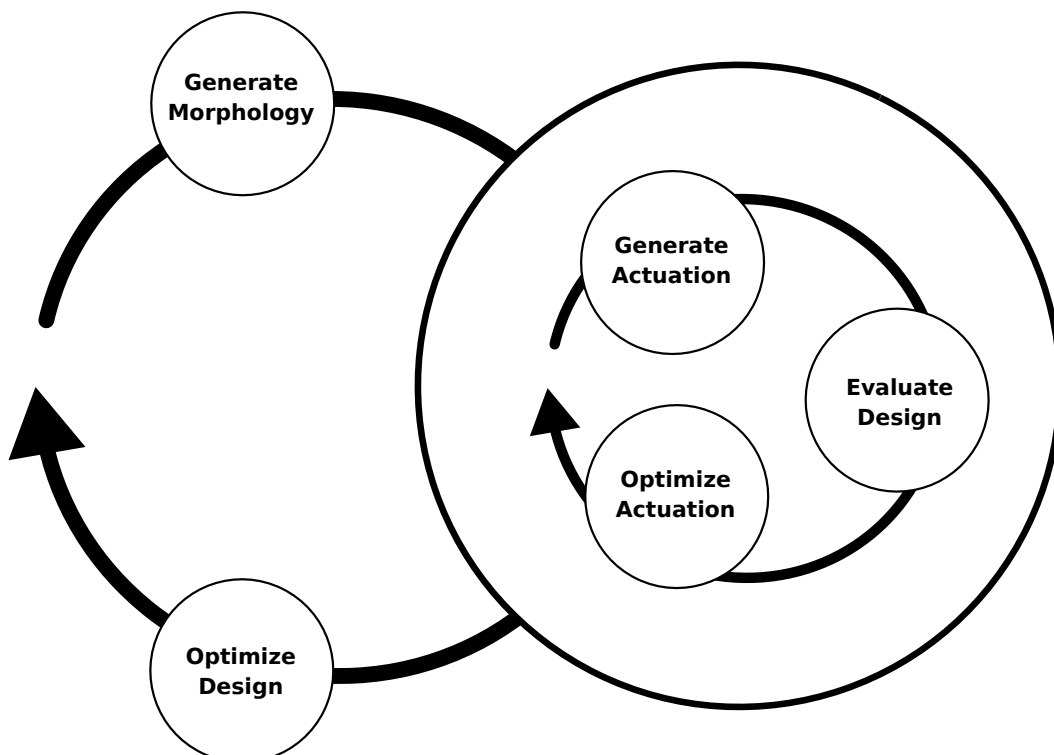 Generate
Morphology
Generate
Actuation
Evaluate
Design
Optimize
Actuation
Optimize
Design